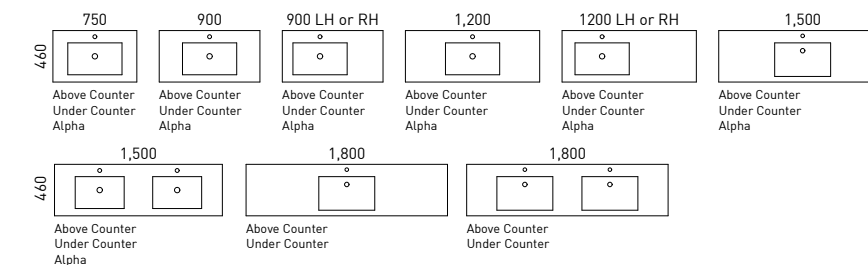 750
900
900 LH or RH
1,200
1200 LH or RH
1,500
460
Above Counter
Under Counter
Alpha
Above Counter
Under Counter
Alpha
Above Counter
Under Counter
Alpha
Above Counter
Under Counter
Alpha
Above Counter
Under Counter
Alpha
Above Counter
Under Counter
Alpha
1,500
1,800
1,800
460
Above Counter
Under Counter
Alpha
Above Counter
Under Counter
Above Counter
Under Counter